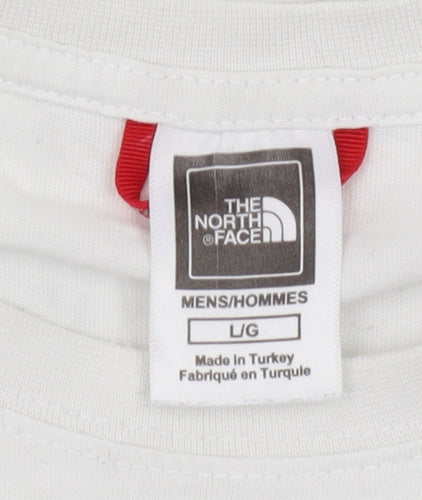 THE
NORTH
®FACE
MENS/HOMMES
L/G
Made in Turkey
Fabriqué en Turquie